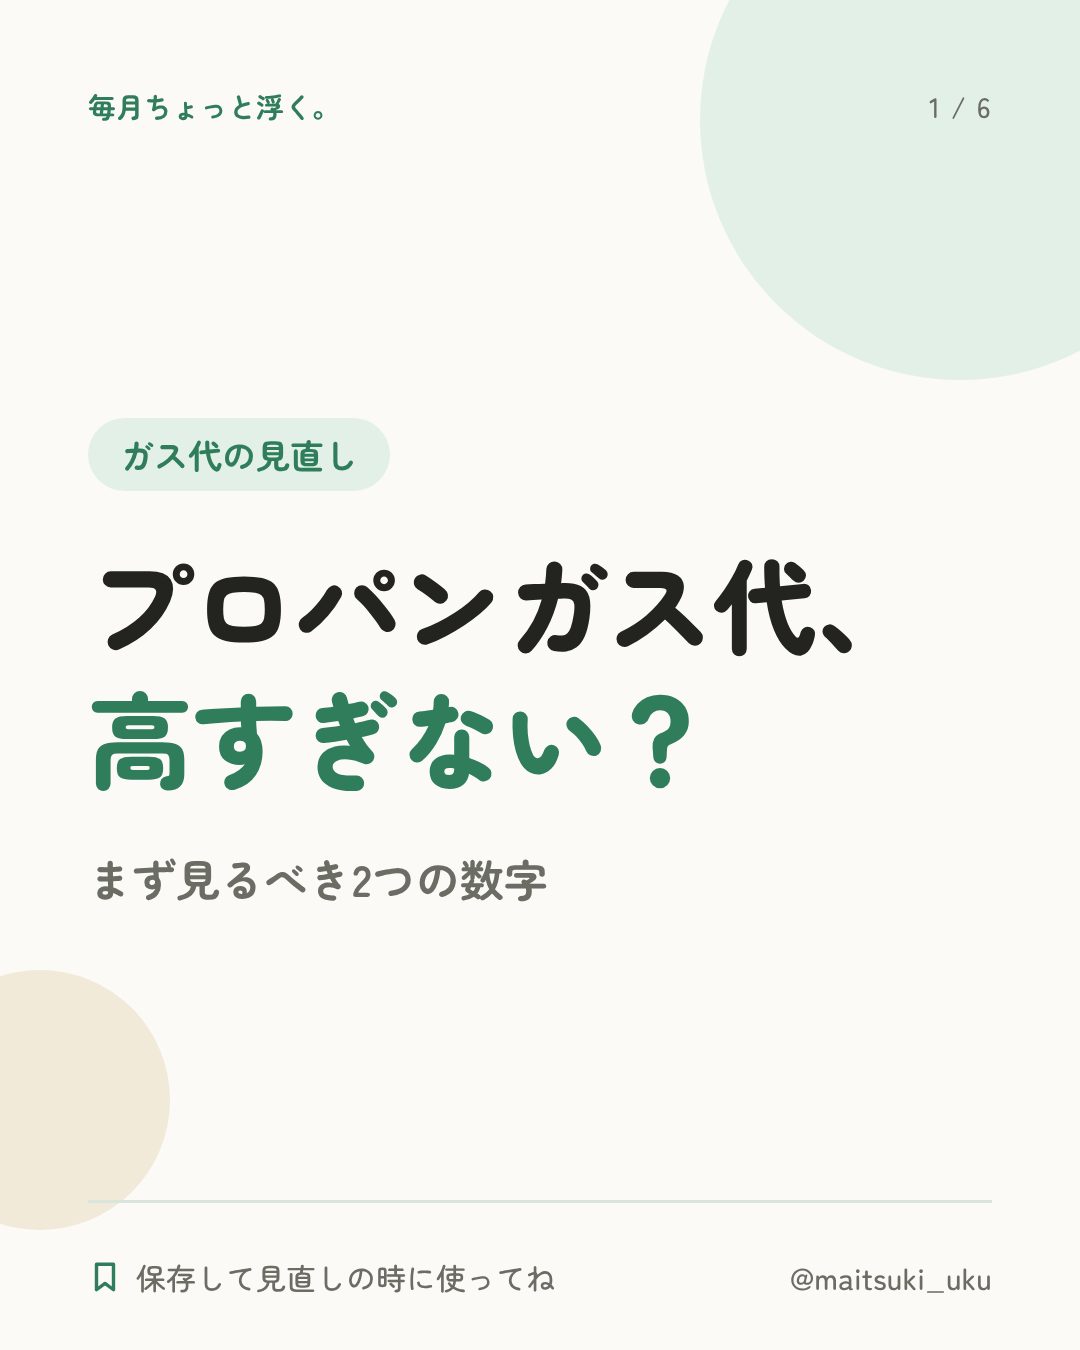 毎月ちょっと浮く。
1 / 6
ガス代の見直し
プロパンガス代、
高すぎない？
まず見るべき2つの数字
保存して見直しの時に使ってね
@maitsuki_uku